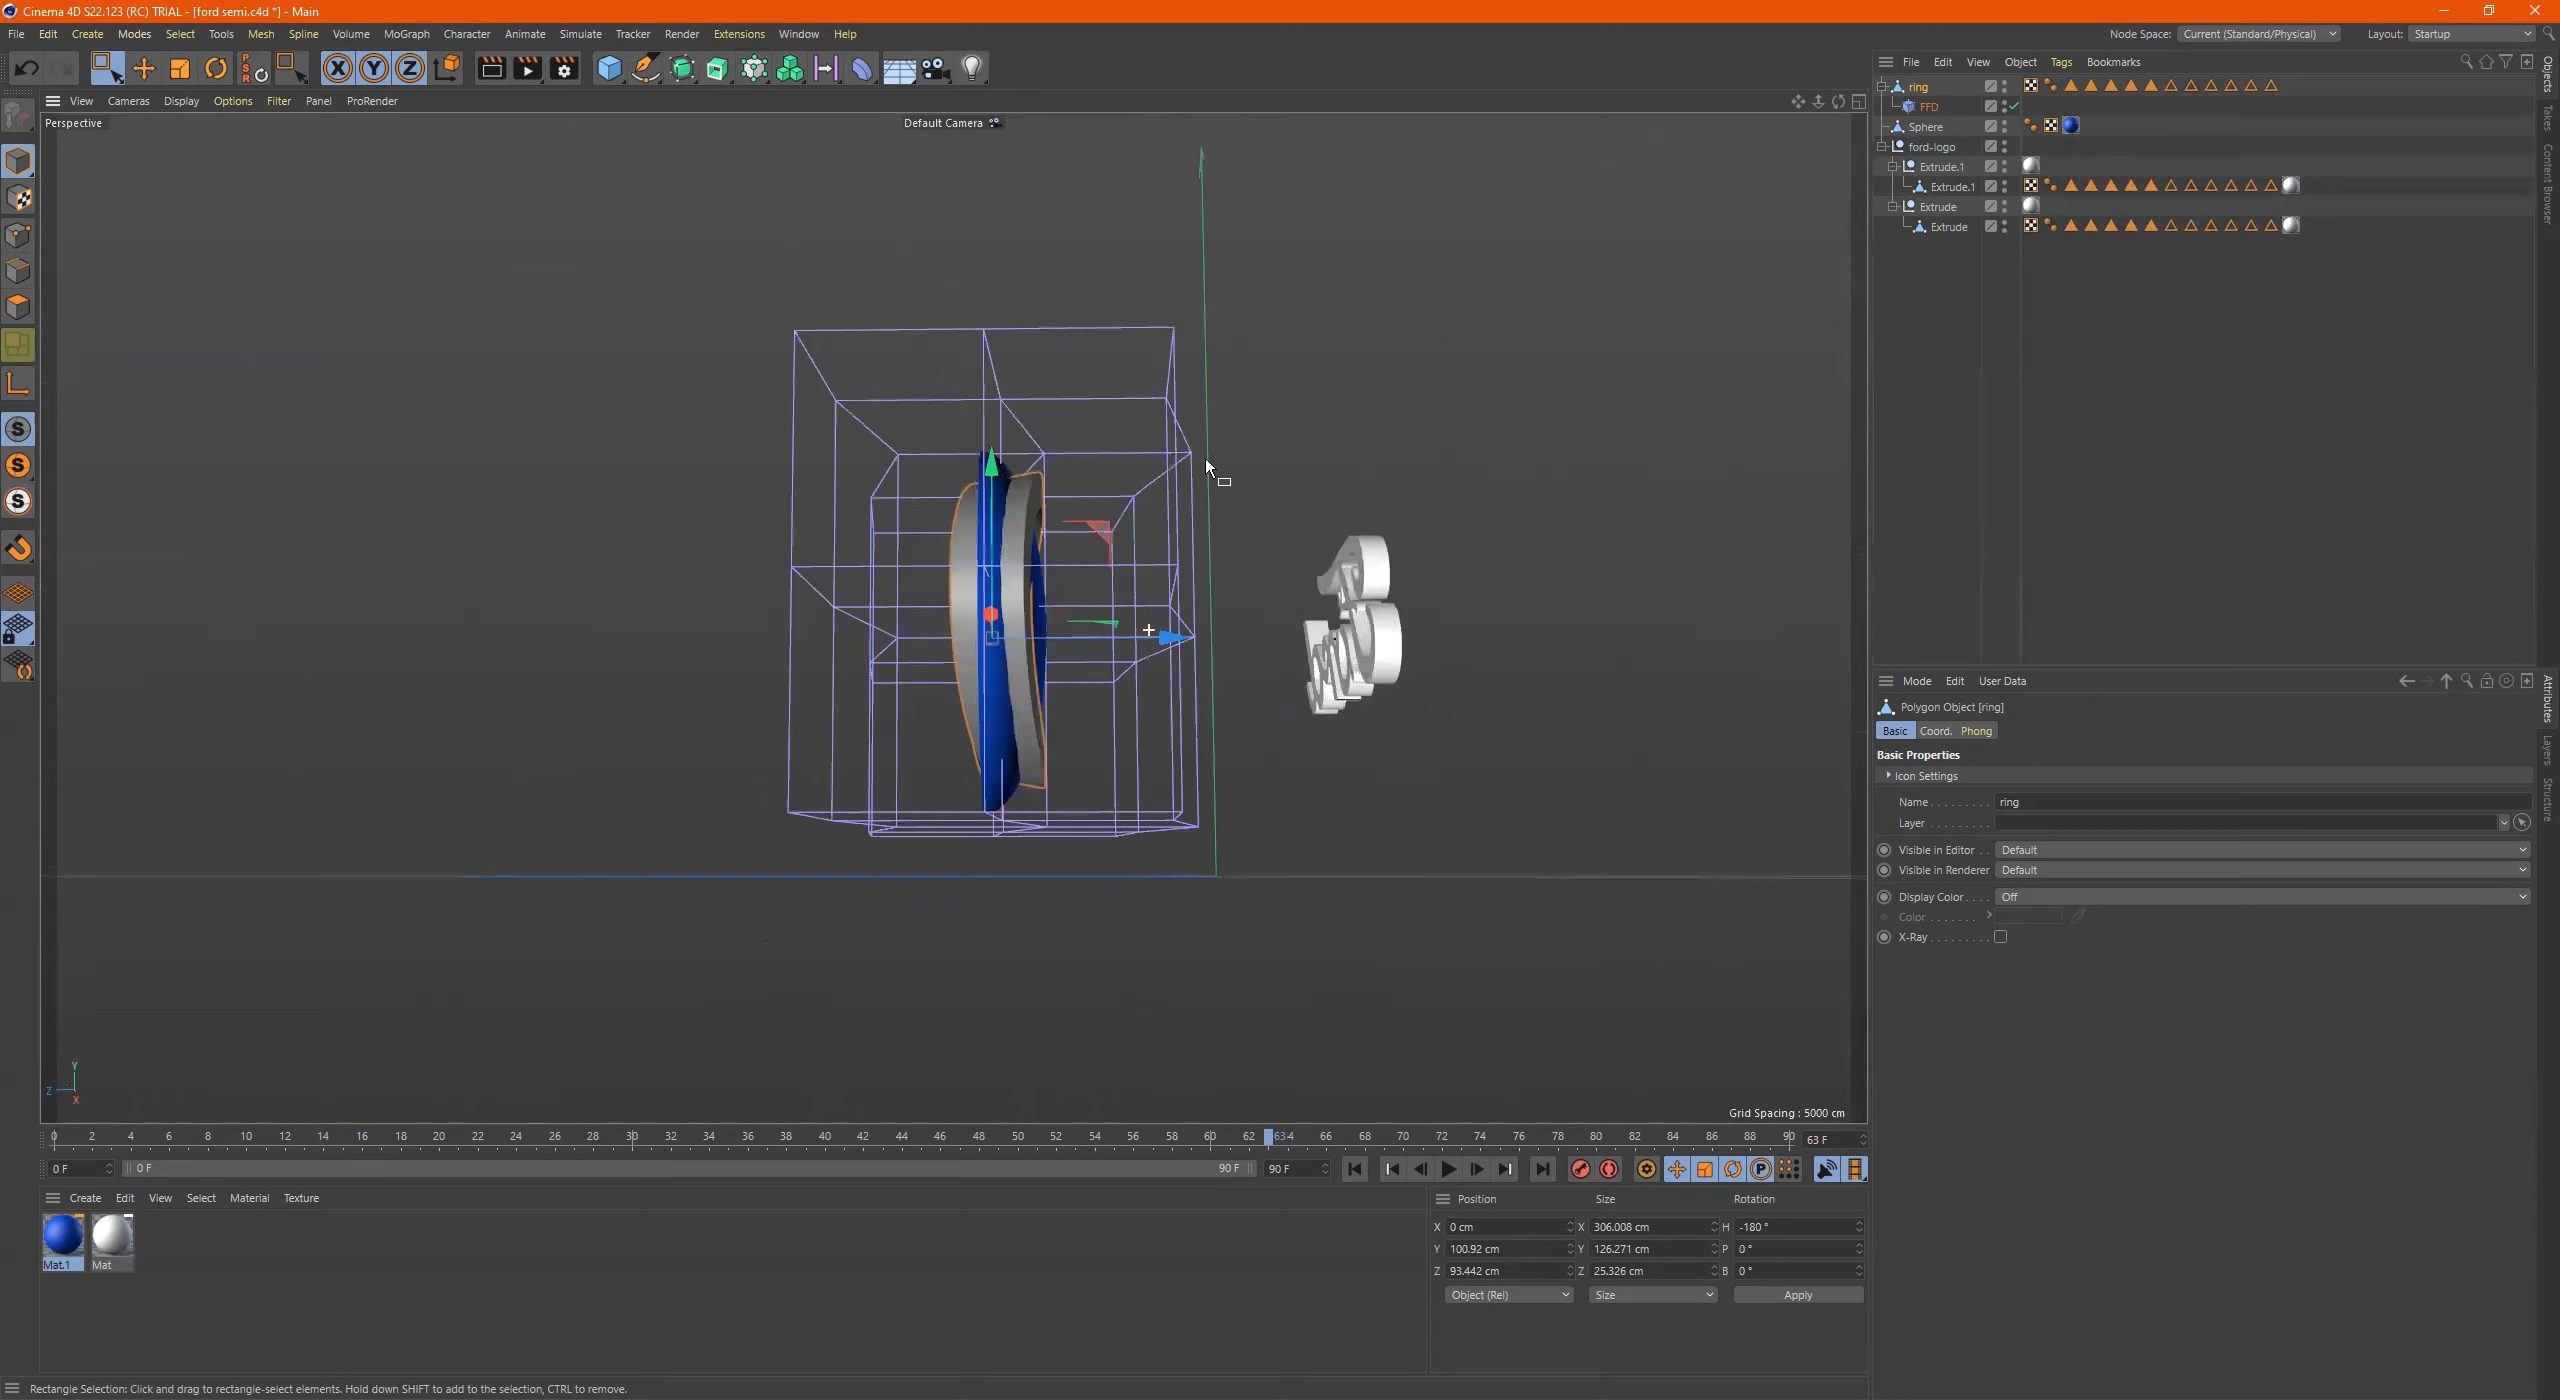 Cinema 4D S22.123 (RC) TRIAL - [ford semi.c4d *] - Main
File Edit Create Modes Select Tools Mesh Spline Volume MoGraph Character Animate Simulate Tracker Render Extensions Window Help
Node Space: Current (Standard/Physical) Layout: Startup
View Cameras Display Options Filter Panel ProRender
File Edit View Object Tags Bookmarks
Perspective
Default Camera
ring
FFD
Sphere
ford-logo
Extrude.1
Extrude.1
Extrude
Extrude
Objects
Takes
Content Browser
Mode Edit User Data
Polygon Object [ring]
Basic Coord. Phong
Basic Properties
Icon Settings
Name ring
Layer
Visible in Editor Default
Visible in Renderer Default
Display Color Off
Color
X-Ray
Attributes
Layers
Structure
Y
Z
X
Grid Spacing : 5000 cm
0 2 4 6 8 10 12 14 16 18 20 22 24 26 28 30 32 34 36 38 40 42 44 46 48 50 52 54 56 58 60 62 634 66 68 70 72 74 76 78 80 82 84 86 88 90 63 F
0 F 0 F 90 F 90 F
Create Edit View Select Material Texture
Mat.1 Mat
Position Size Rotation
X 0 cm X 306.008 cm H -180 °
Y 100.92 cm Y 126.271 cm P 0 °
Z 93.442 cm Z 25.326 cm B 0 °
Object (Rel) Size Apply
Rectangle Selection: Click and drag to rectangle-select elements. Hold down SHIFT to add to the selection, CTRL to remove.